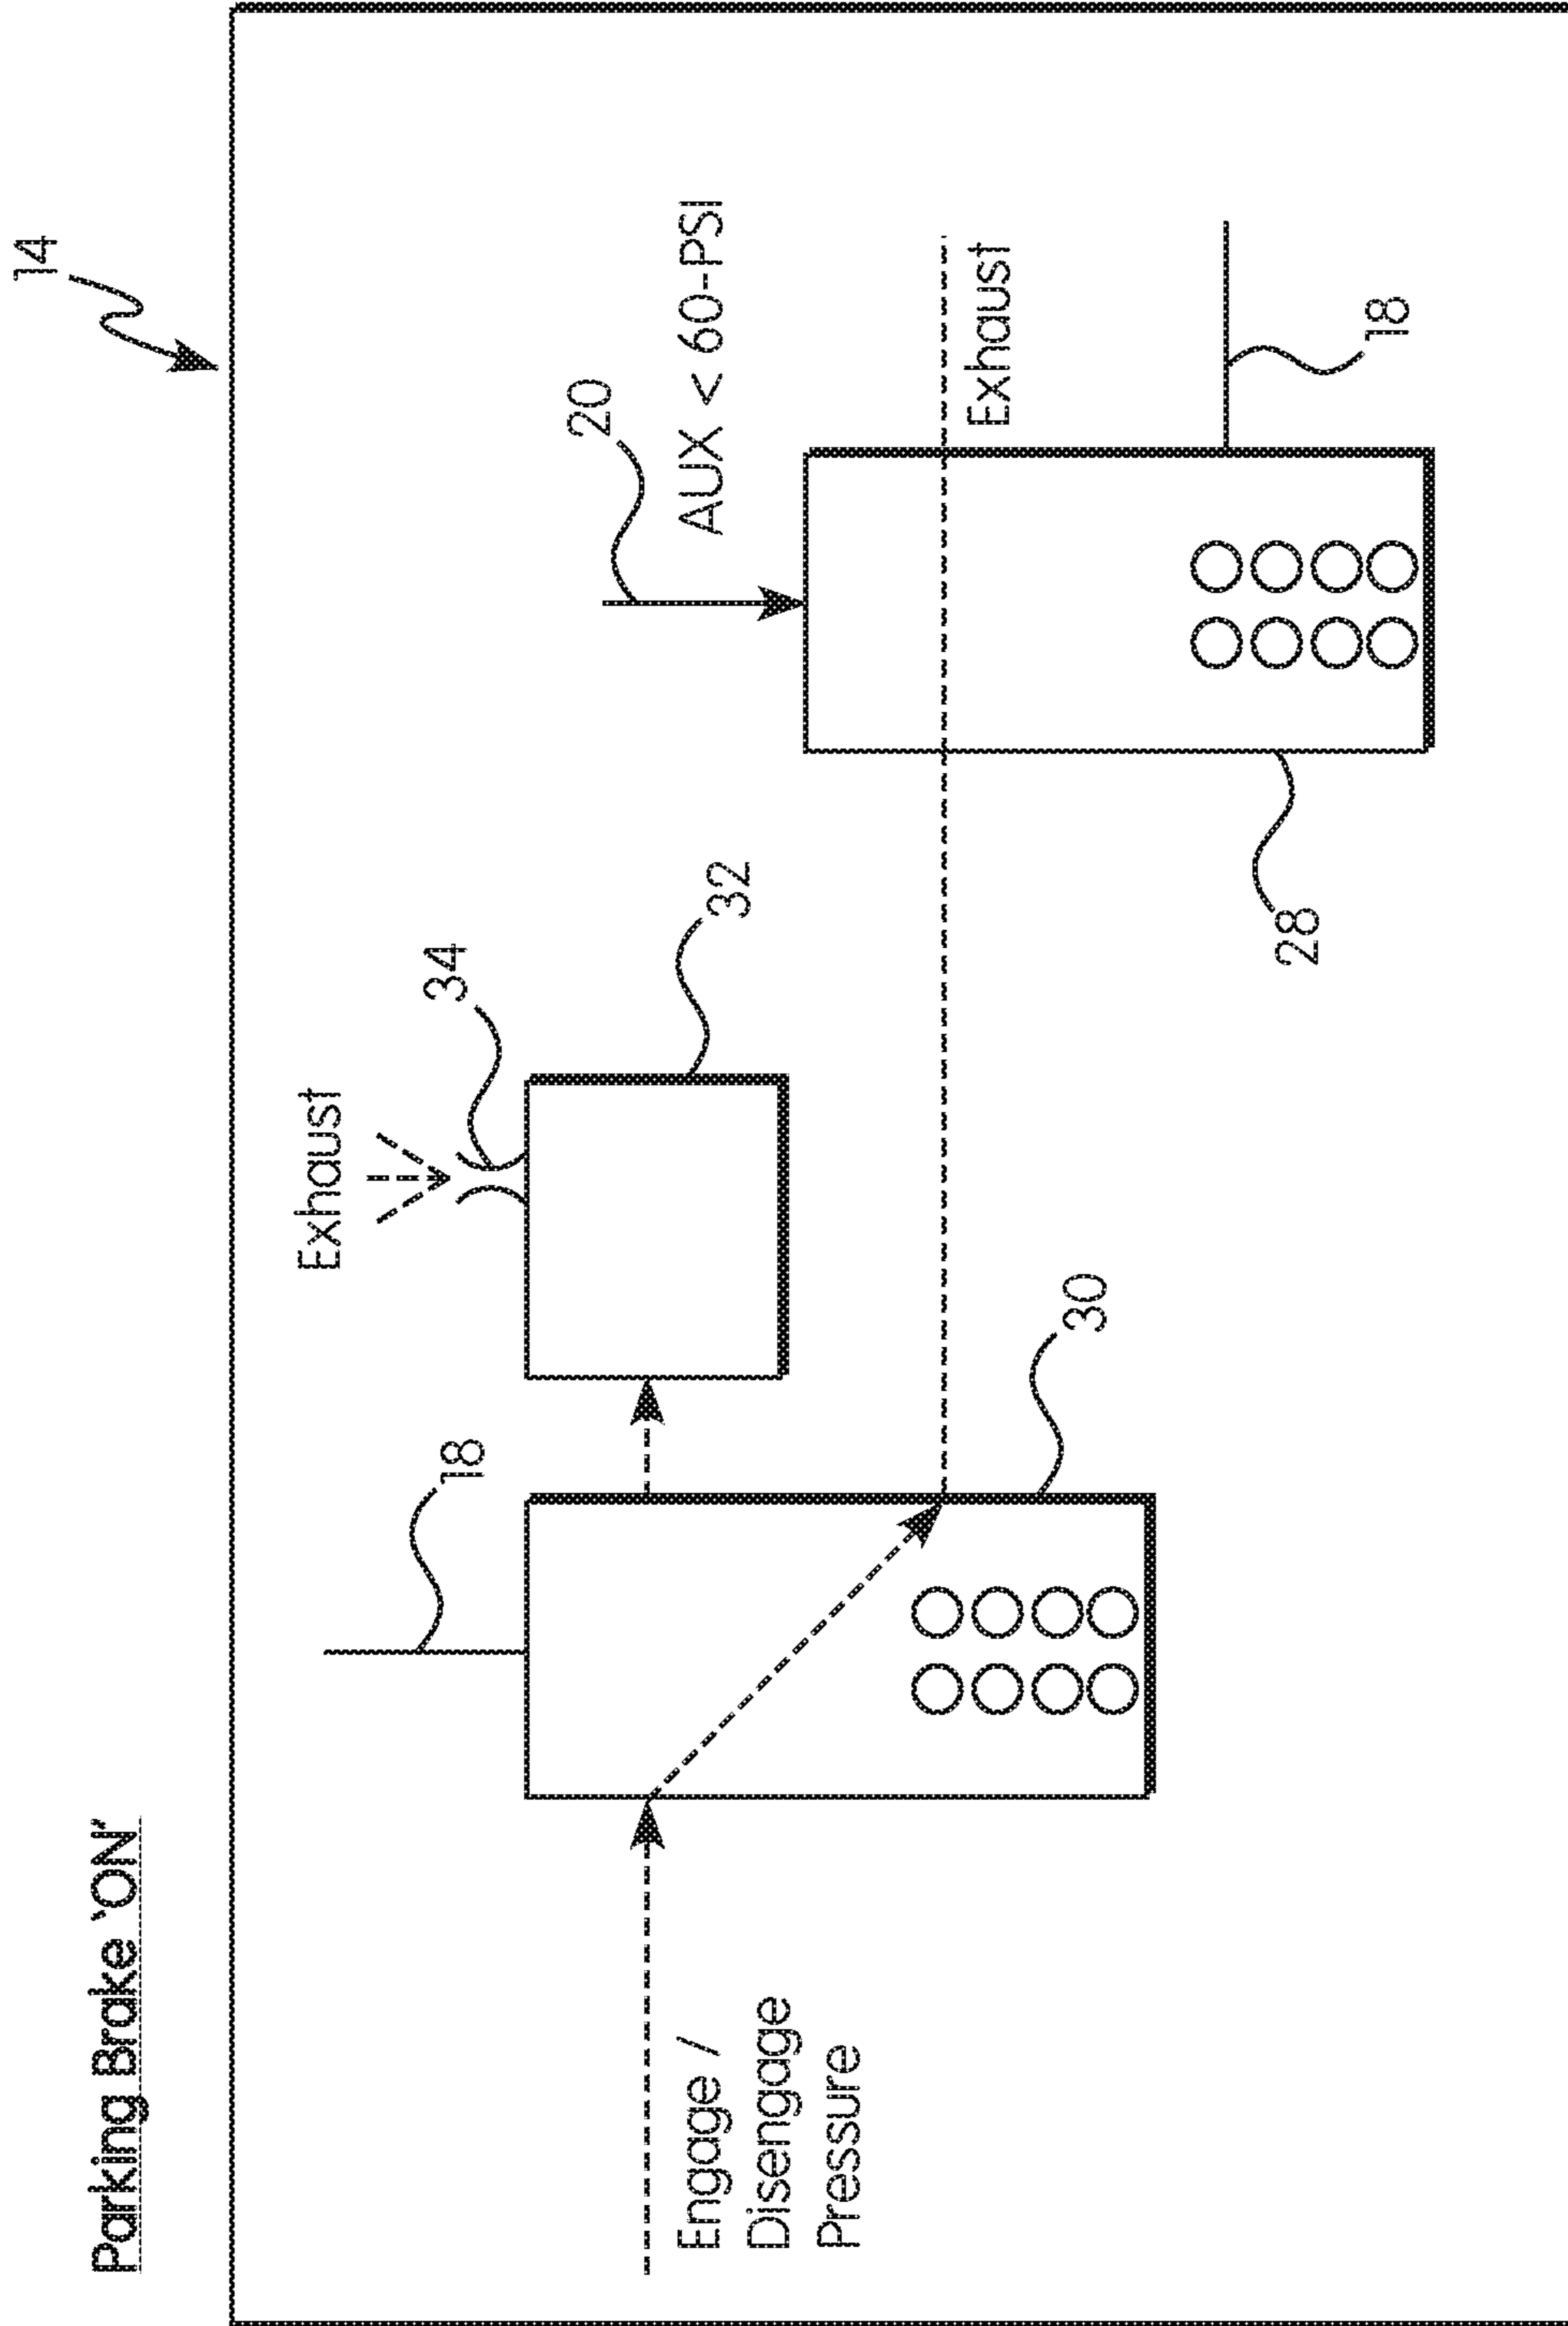 Parking Brake 'ON'
14
Exhaust
34
32
18
30
20
AUX < 60-PSI
Exhaust
18
28
Engage /
Disengage
Pressure